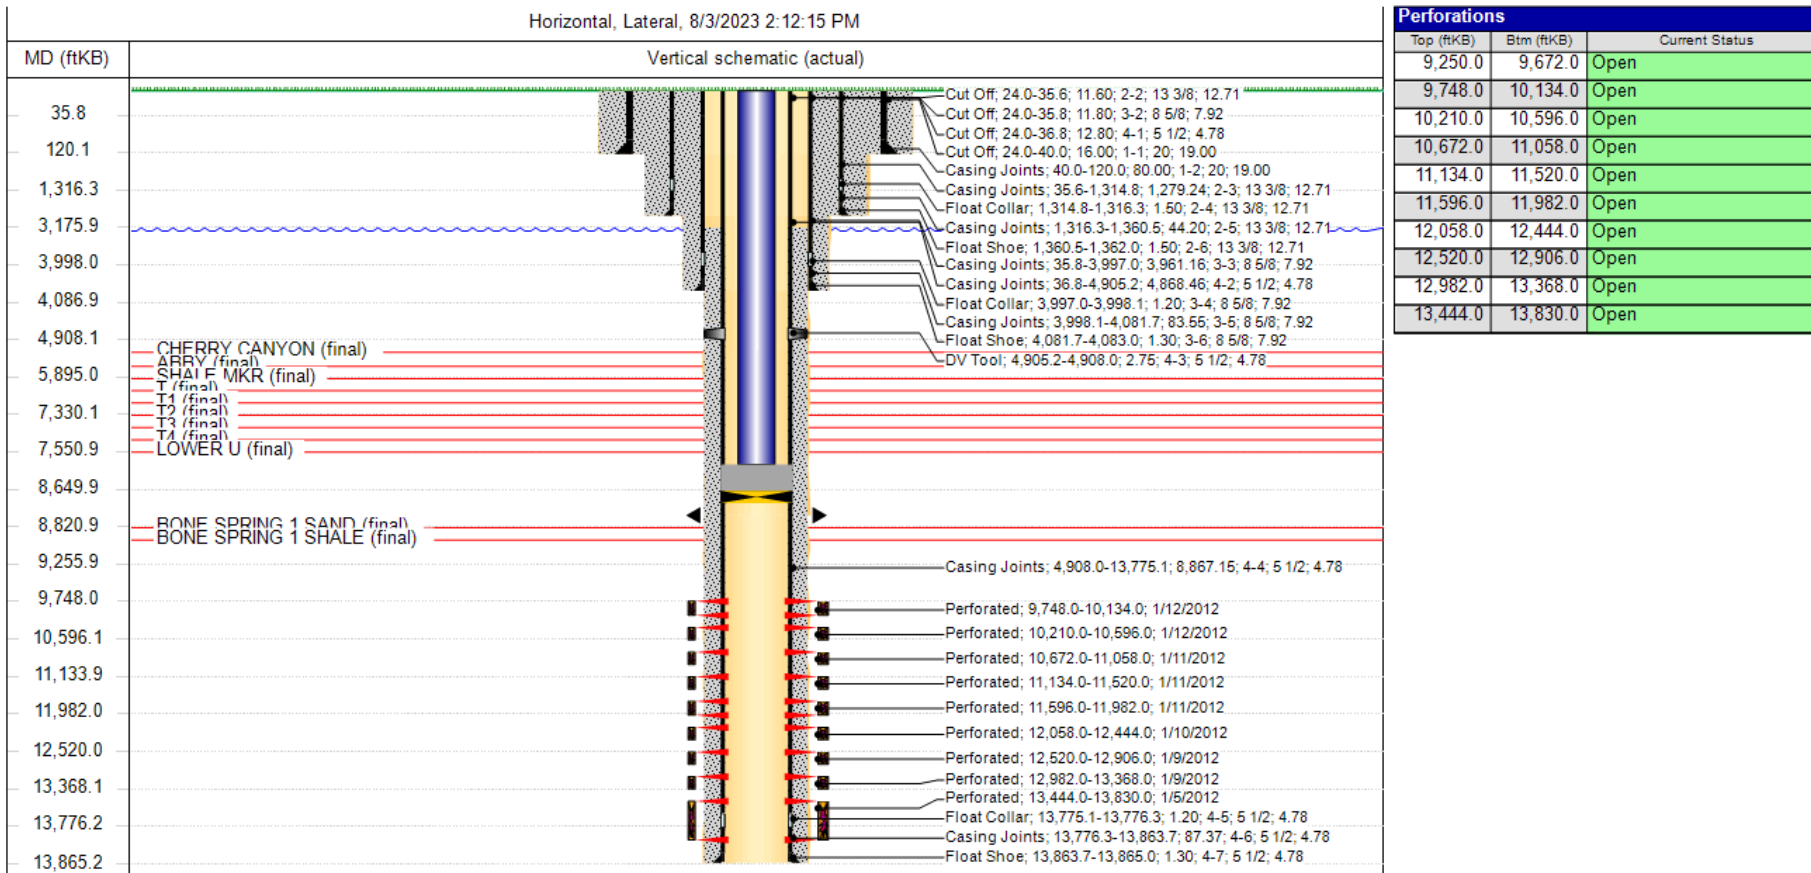 Horizontal, Lateral, 8/3/2023 2:12:15 PM
MD (ftKB)
Vertical schematic (actual)
35.8
120.1
1,316.3
3,175.9
3,998.0
4,086.9
4,908.1
5,895.0
7,330.1
7,550.9
8,649.9
8,820.9
9,255.9
9,748.0
10,596.1
11,133.9
11,982.0
12,520.0
13,368.1
13,776.2
13,865.2
CHERRY CANYON (final)
ABBY (final)
SHALE MKR (final)
T (final)
T1 (final)
T2 (final)
T3 (final)
T4 (final)
LOWER U (final)
BONE SPRING 1 SAND (final)
BONE SPRING 1 SHALE (final)
Cut Off; 24.0-35.6; 11.60; 2-2; 13 3/8; 12.71
Cut Off; 24.0-35.8; 11.80; 3-2; 8 5/8; 7.92
Cut Off; 24.0-36.8; 12.80; 4-1; 5 1/2; 4.78
Cut Off; 24.0-40.0; 16.00; 1-1; 20; 19.00
Casing Joints; 40.0-120.0; 80.00; 1-2; 20; 19.00
Casing Joints; 35.6-1,314.8; 1,279.24; 2-3; 13 3/8; 12.71
Float Collar; 1,314.8-1,316.3; 1.50; 2-4; 13 3/8; 12.71
Casing Joints; 1,316.3-1,360.5; 44.20; 2-5; 13 3/8; 12.71
Float Shoe; 1,360.5-1,362.0; 1.50; 2-6; 13 3/8; 12.71
Casing Joints; 35.8-3,997.0; 3,961.16; 3-3; 8 5/8; 7.92
Casing Joints; 36.8-4,905.2; 4,868.46; 4-2; 5 1/2; 4.78
Float Collar; 3,997.0-3,998.1; 1.20; 3-4; 8 5/8; 7.92
Casing Joints; 3,998.1-4,081.7; 83.55; 3-5; 8 5/8; 7.92
Float Shoe; 4,081.7-4,083.0; 1.30; 3-6; 8 5/8; 7.92
DV Tool; 4,905.2-4,908.0; 2.75; 4-3; 5 1/2; 4.78
Casing Joints; 4,908.0-13,775.1; 8,867.15; 4-4; 5 1/2; 4.78
Perforated; 9,748.0-10,134.0; 1/12/2012
Perforated; 10,210.0-10,596.0; 1/12/2012
Perforated; 10,672.0-11,058.0; 1/11/2012
Perforated; 11,134.0-11,520.0; 1/11/2012
Perforated; 11,596.0-11,982.0; 1/11/2012
Perforated; 12,058.0-12,444.0; 1/10/2012
Perforated; 12,520.0-12,906.0; 1/9/2012
Perforated; 12,982.0-13,368.0; 1/9/2012
Perforated; 13,444.0-13,830.0; 1/5/2012
Float Collar; 13,775.1-13,776.3; 1.20; 4-5; 5 1/2; 4.78
Casing Joints; 13,776.3-13,863.7; 87.37; 4-6; 5 1/2; 4.78
Float Shoe; 13,863.7-13,865.0; 1.30; 4-7; 5 1/2; 4.78
Perforations
Top (ftKB) Btm (ftKB) Current Status
9,250.0 9,672.0 Open
9,748.0 10,134.0 Open
10,210.0 10,596.0 Open
10,672.0 11,058.0 Open
11,134.0 11,520.0 Open
11,596.0 11,982.0 Open
12,058.0 12,444.0 Open
12,520.0 12,906.0 Open
12,982.0 13,368.0 Open
13,444.0 13,830.0 Open